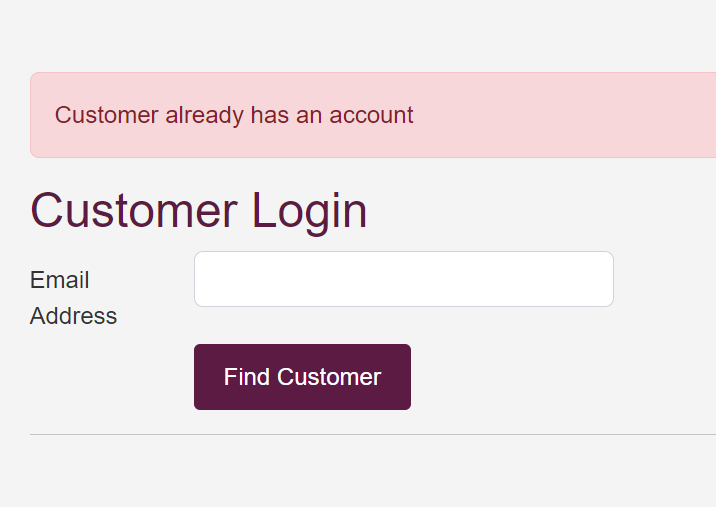 Customer already has an account
Customer Login
Email
Address
Find Customer